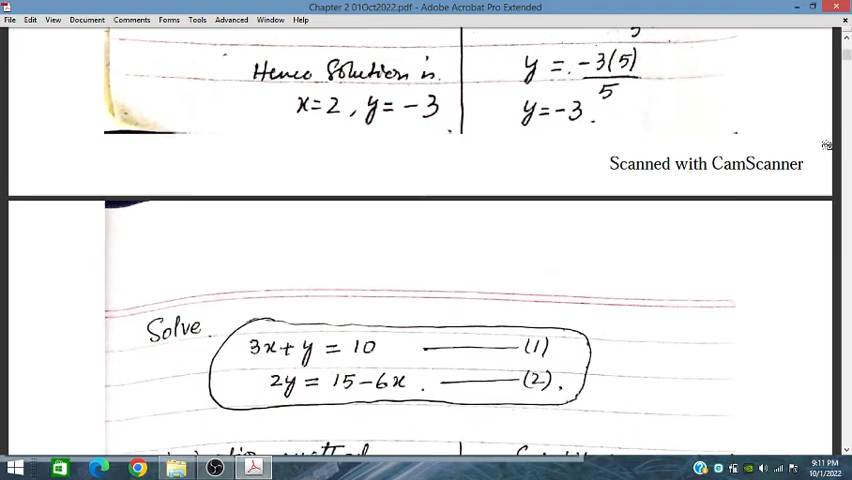 Chapter 2 01Oct2022.pdf - Adobe Acrobat Pro Extended
File Edit View Document Comments Forms Tools Advanced Window Help
Hence Solution is
x=2, y=-3
y = -3(5)
5
y=-3.
Scanned with CamScanner
Solve
3x+y = 10 (1)
2y = 15-6x. (2).
9:11 PM
10/1/2022